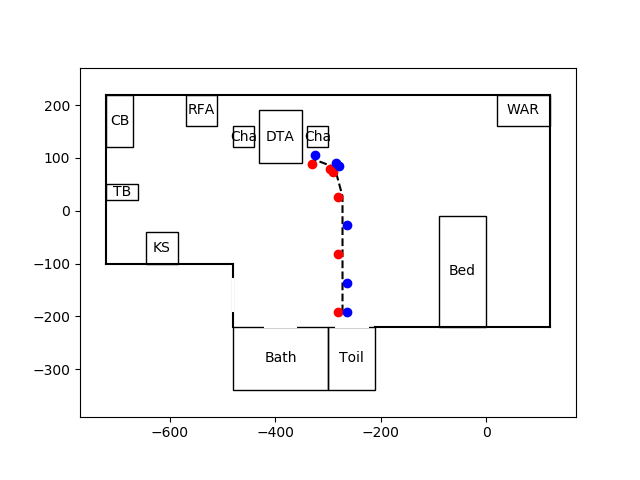 200
100
0
−100
−200
−300
CB
RFA
Cha
DTA
Cha
WAR
TB
KS
Bed
Bath
Toil
−600
−400
−200
0